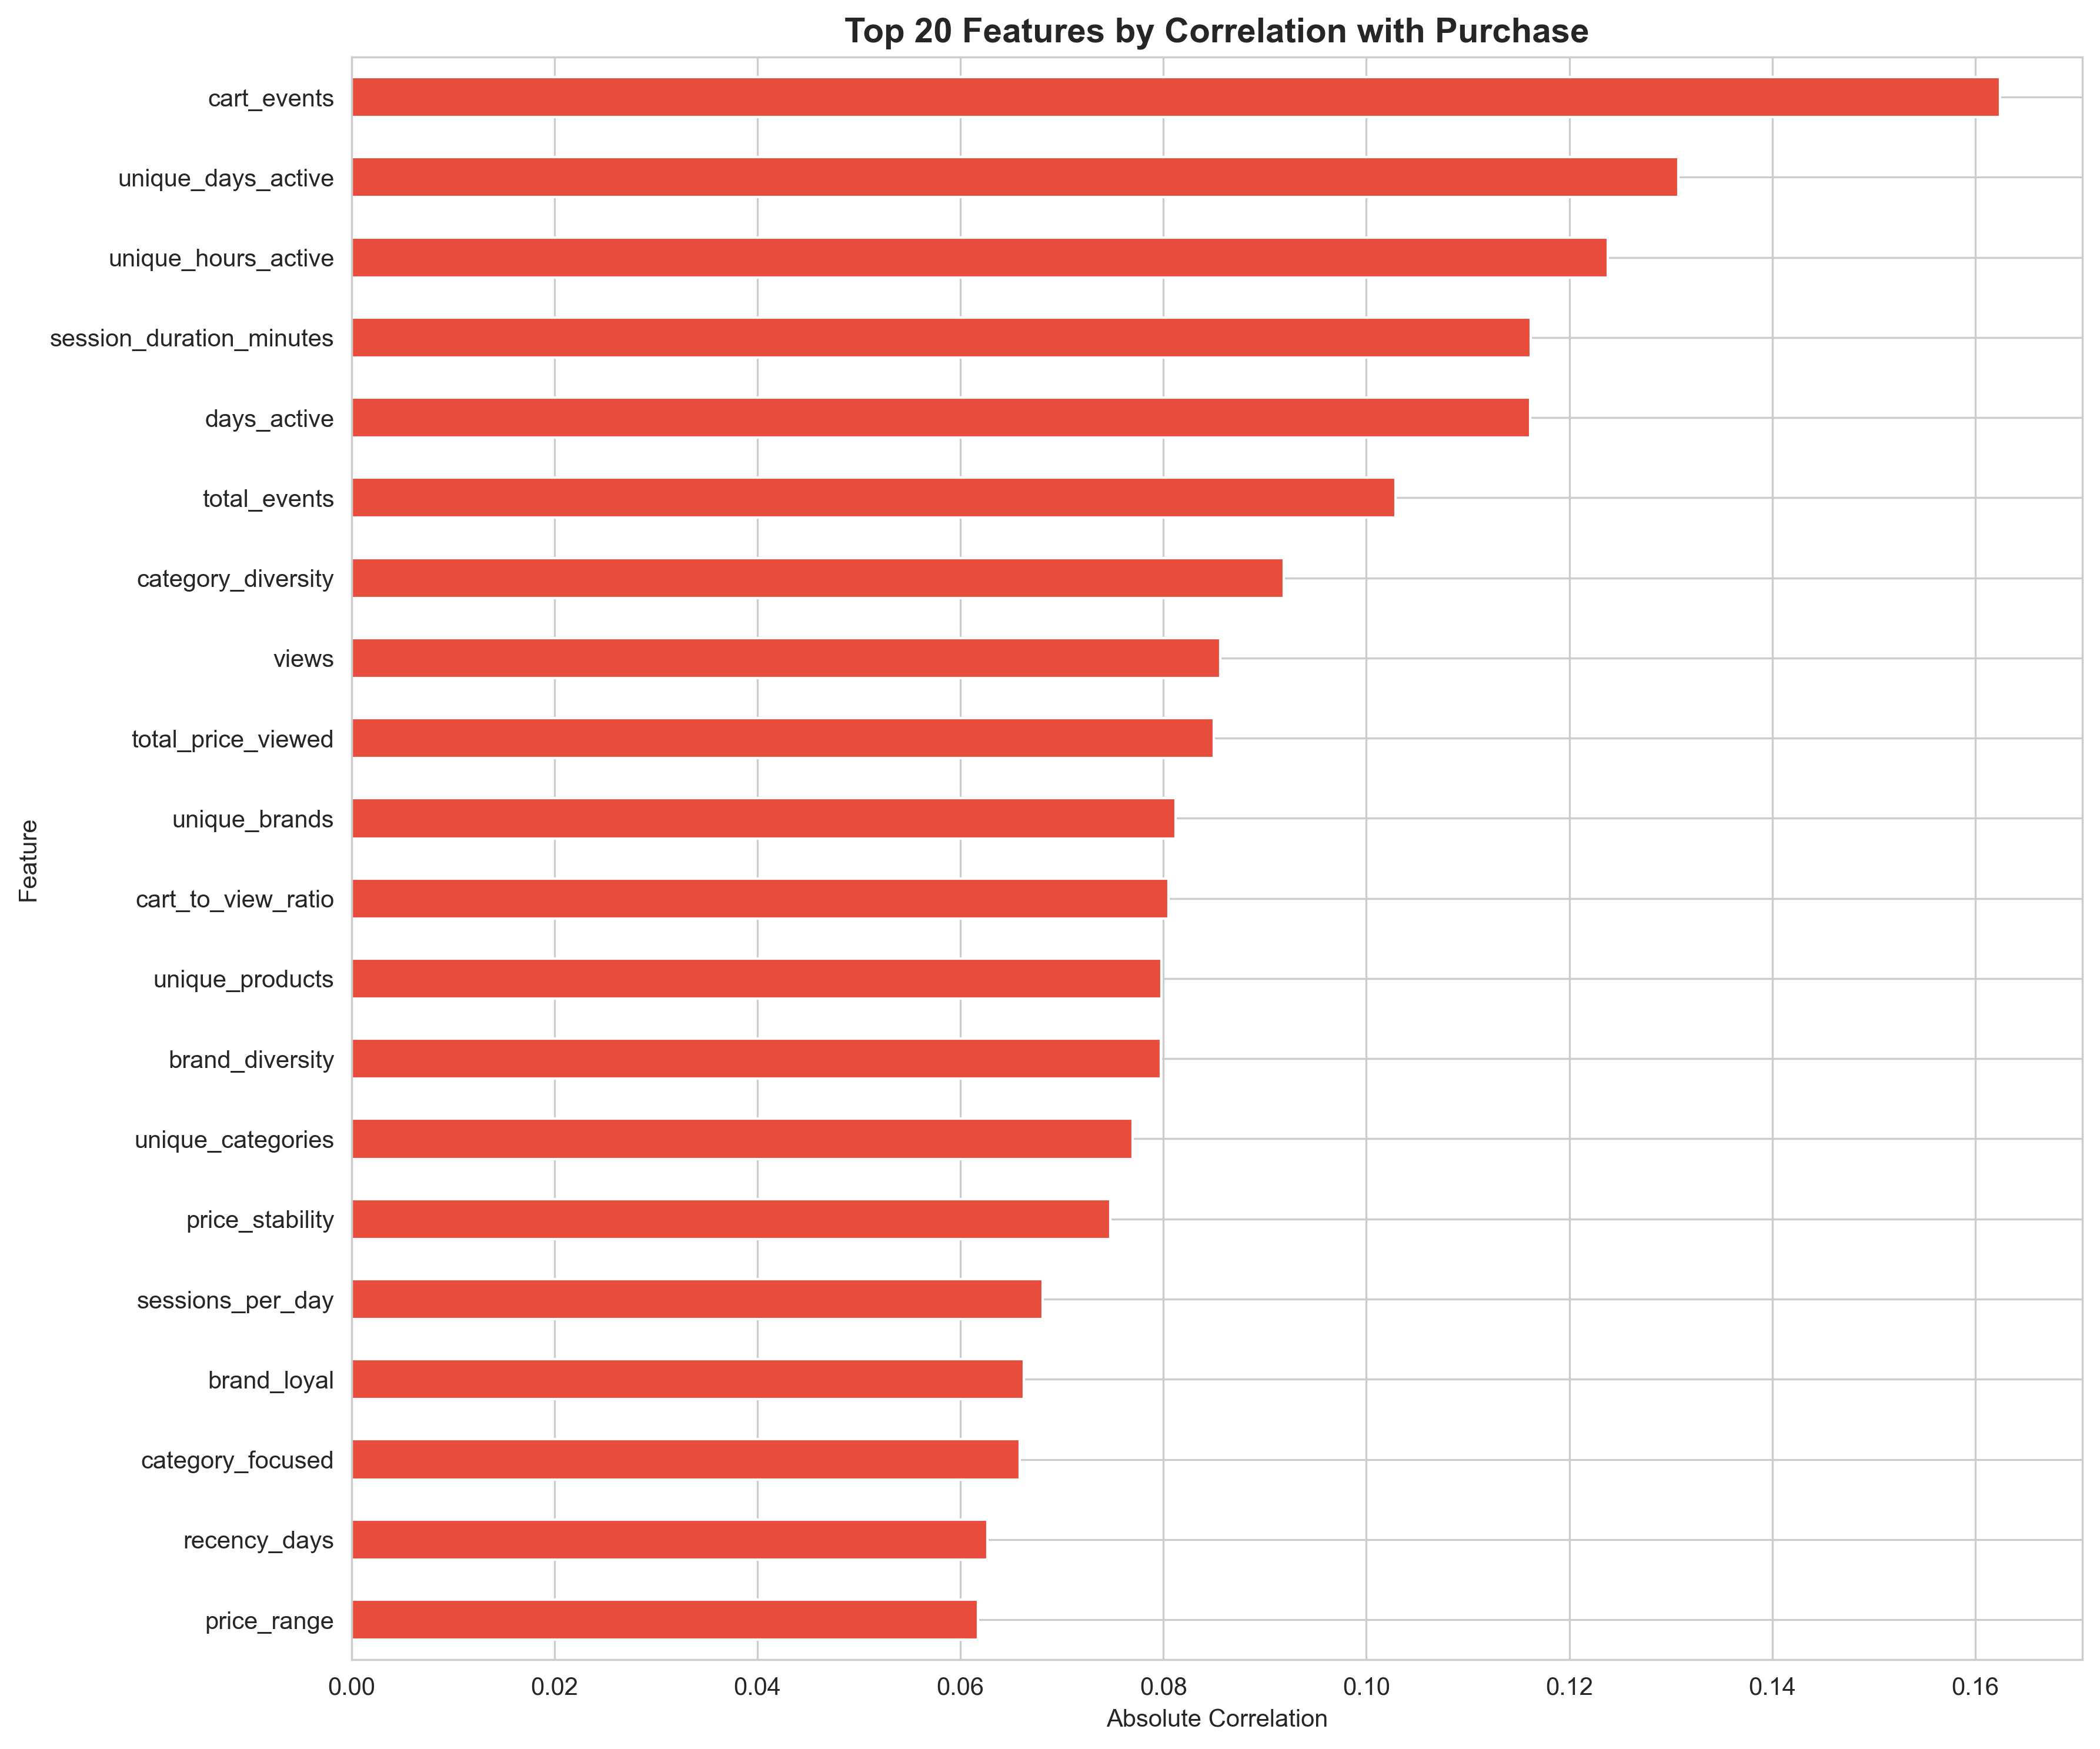 Top 20 Features by Correlation with Purchase
cart_events
unique_days_active
unique_hours_active
session_duration_minutes
days_active
total_events
category_diversity
views
total_price_viewed
unique_brands
cart_to_view_ratio
unique_products
brand_diversity
unique_categories
price_stability
sessions_per_day
brand_loyal
category_focused
recency_days
price_range
Feature
0.00 0.02 0.04 0.06 0.08 0.10 0.12 0.14 0.16
Absolute Correlation